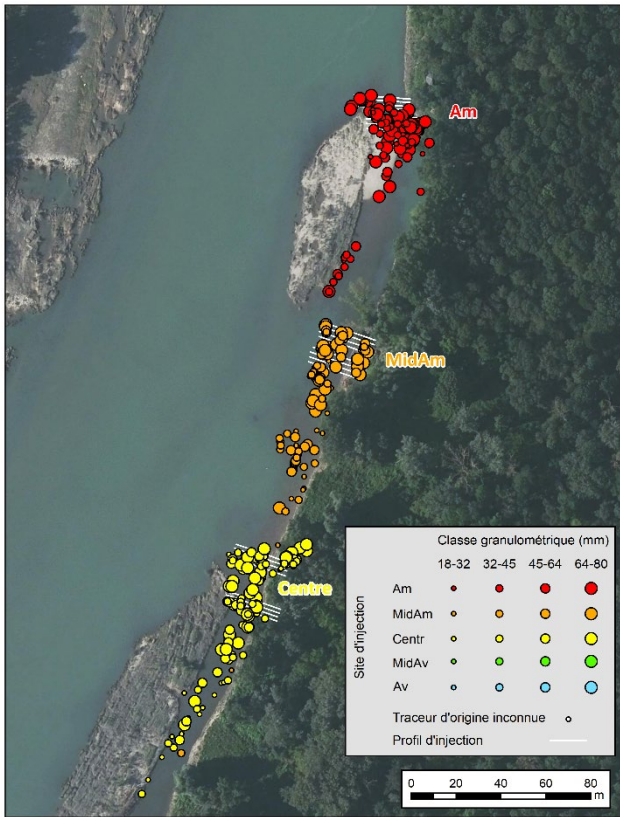 Am
MidAm
Centre
Classe granulométrique (mm)
18-32 32-45 45-64 64-80
Site d'injection
Am
MidAm
Centr
MidAv
Av
Traceur d'origine inconnue
Profil d'injection
0 20 40 60 80
m